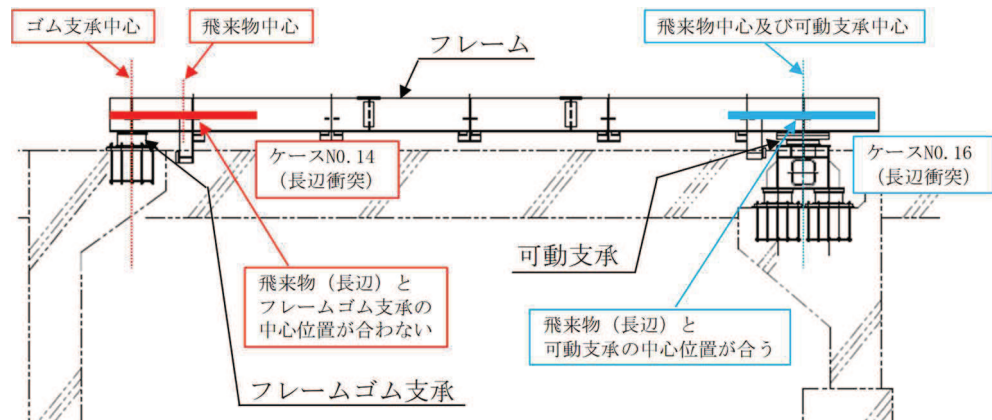 ゴム支承中心
飛来物中心
フレーム
飛来物中心及び可動支承中心
ケースNO.14
（長辺衝突）
ケースNO.16
（長辺衝突）
飛来物（長辺）と
フレームゴム支承の
中心位置が合わない
可動支承
飛来物（長辺）と
可動支承の中心位置が合う
フレームゴム支承